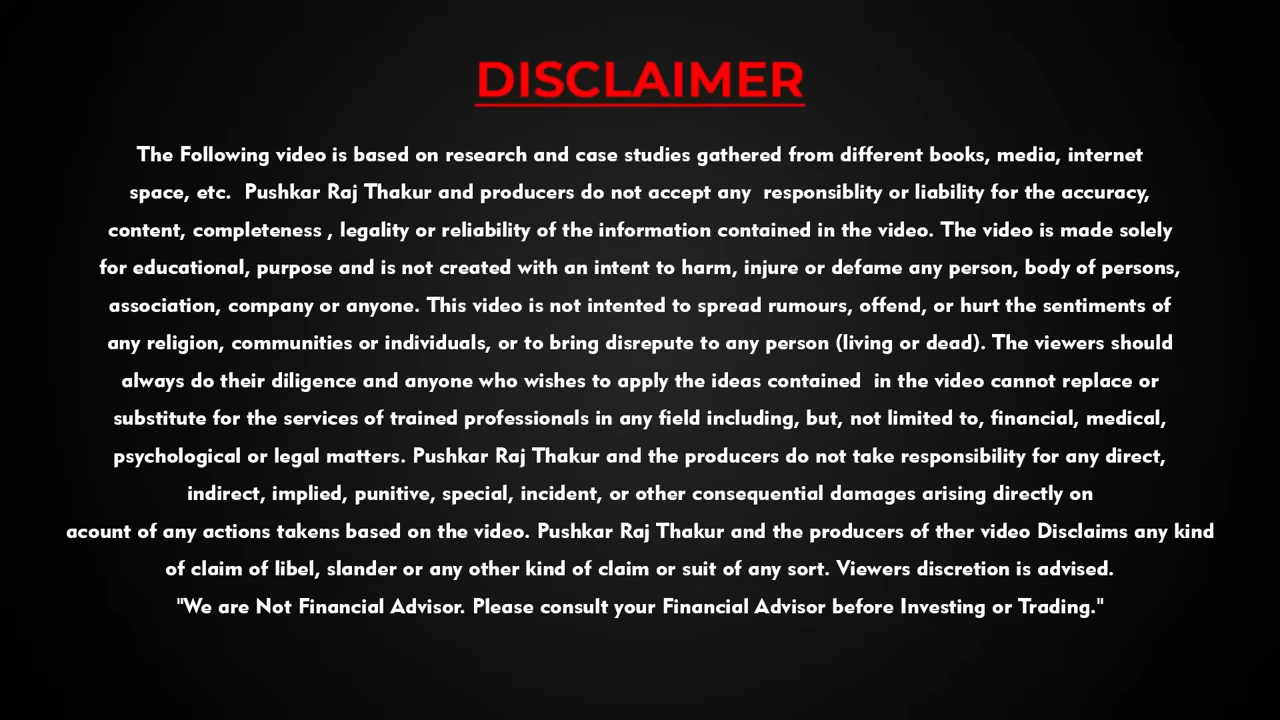 DISCLAIMER
The Following video is based on research and case studies gathered from different books, media, internet
space, etc.  Pushkar Raj Thakur and producers do not accept any  responsiblity or liability for the accuracy,
content, completeness , legality or reliability of the information contained in the video. The video is made solely
for educational, purpose and is not created with an intent to harm, injure or defame any person, body of persons,
association, company or anyone. This video is not intented to spread rumours, offend, or hurt the sentiments of
any religion, communities or individuals, or to bring disrepute to any person (living or dead). The viewers should
always do their diligence and anyone who wishes to apply the ideas contained  in the video cannot replace or
substitute for the services of trained professionals in any field including, but, not limited to, financial, medical,
psychological or legal matters. Pushkar Raj Thakur and the producers do not take responsibility for any direct,
indirect, implied, punitive, special, incident, or other consequential damages arising directly on
acount of any actions takens based on the video. Pushkar Raj Thakur and the producers of ther video Disclaims any kind
of claim of libel, slander or any other kind of claim or suit of any sort. Viewers discretion is advised.
"We are Not Financial Advisor. Please consult your Financial Advisor before Investing or Trading."